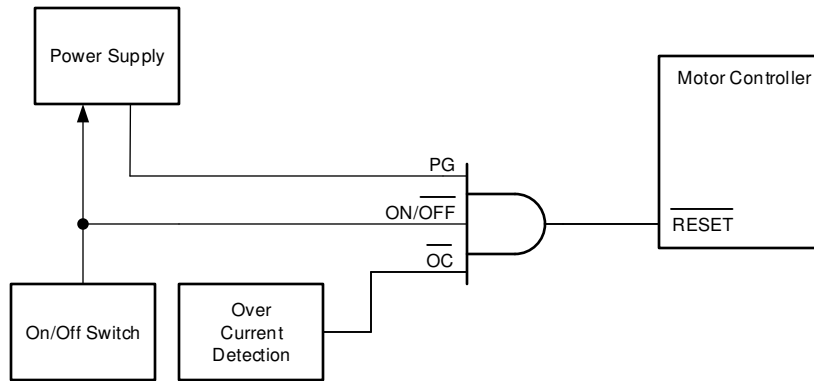 Power Supply
Motor Controller
PG
ON/OFF
RESET
OC
On/Off Switch
Over
Current
Detection